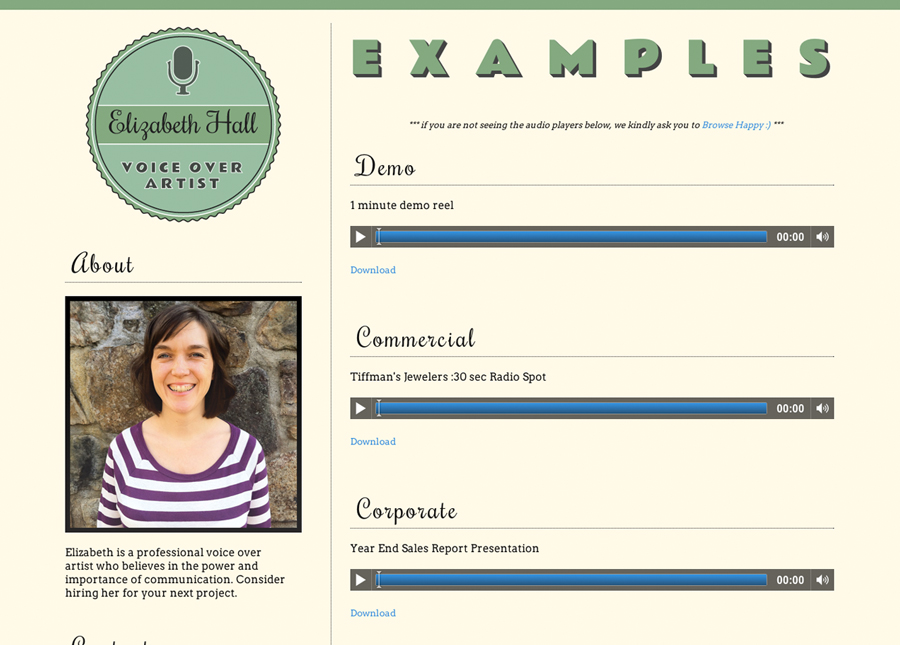 Elizabeth Hall
VOICE OVER
ARTIST
About
Elizabeth is a professional voice over
artist who believes in the power and
importance of communication. Consider
hiring her for your next project.
EXAMPLES
*** if you are not seeing the audio players below, we kindly ask you to Browse Happy :) ***
Demo
1 minute demo reel
00:00
Download
Commercial
Tiffman's Jewelers :30 sec Radio Spot
00:00
Download
Corporate
Year End Sales Report Presentation
00:00
Download